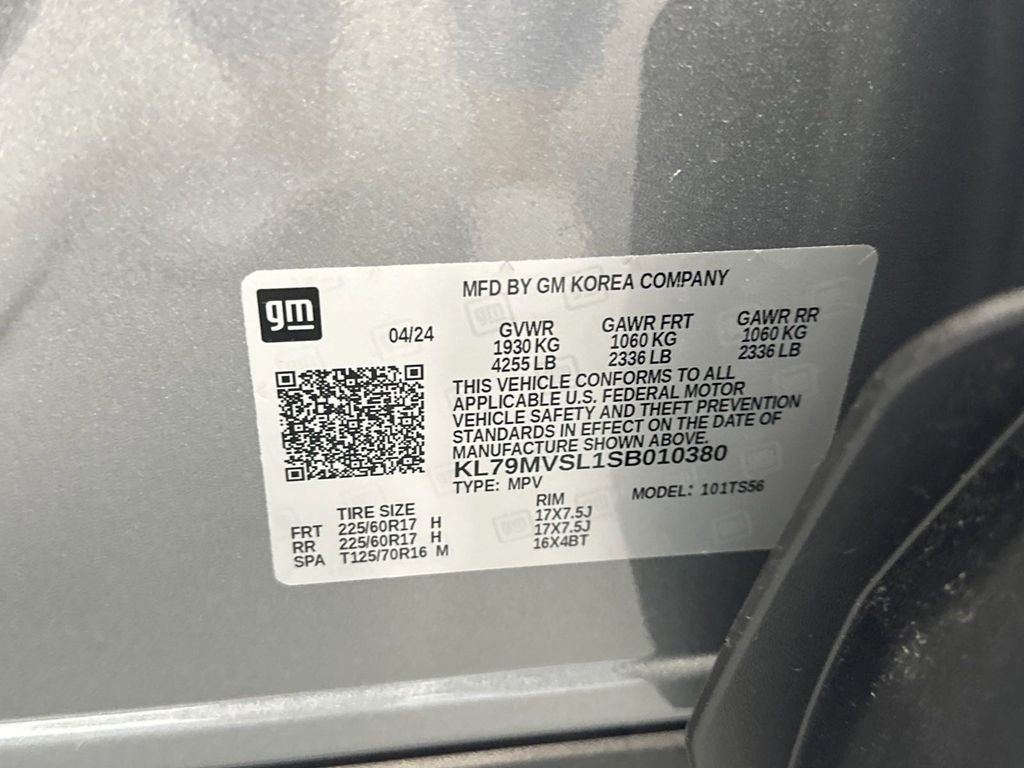 MFD BY GM KOREA COMPANY
gm
04/24
GVWR GAWR FRT GAWR RR
1930 KG 1060 KG 1060 KG
4255 LB 2336 LB 2336 LB
THIS VEHICLE CONFORMS TO ALL
APPLICABLE U.S. FEDERAL MOTOR
VEHICLE SAFETY AND THEFT PREVENTION
STANDARDS IN EFFECT ON THE DATE OF
MANUFACTURE SHOWN ABOVE.
KL79MVSL1SB010380
TYPE: MPV MODEL: 101TS56
TIRE SIZE RIM
FRT 225/60R17 H 17X7.5J
RR 225/60R17 H 17X7.5J
SPA T125/70R16 M 16X4BT